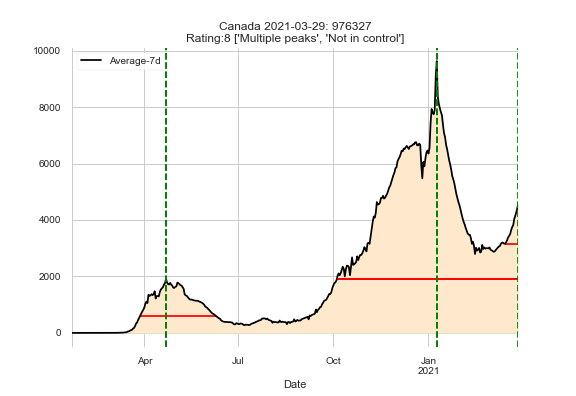 Canada 2021-03-29: 976327
Rating:8 ['Multiple peaks', 'Not in control']
Average-7d
10000
8000
6000
4000
2000
0
Apr
Jul
Oct
Jan
2021
Date